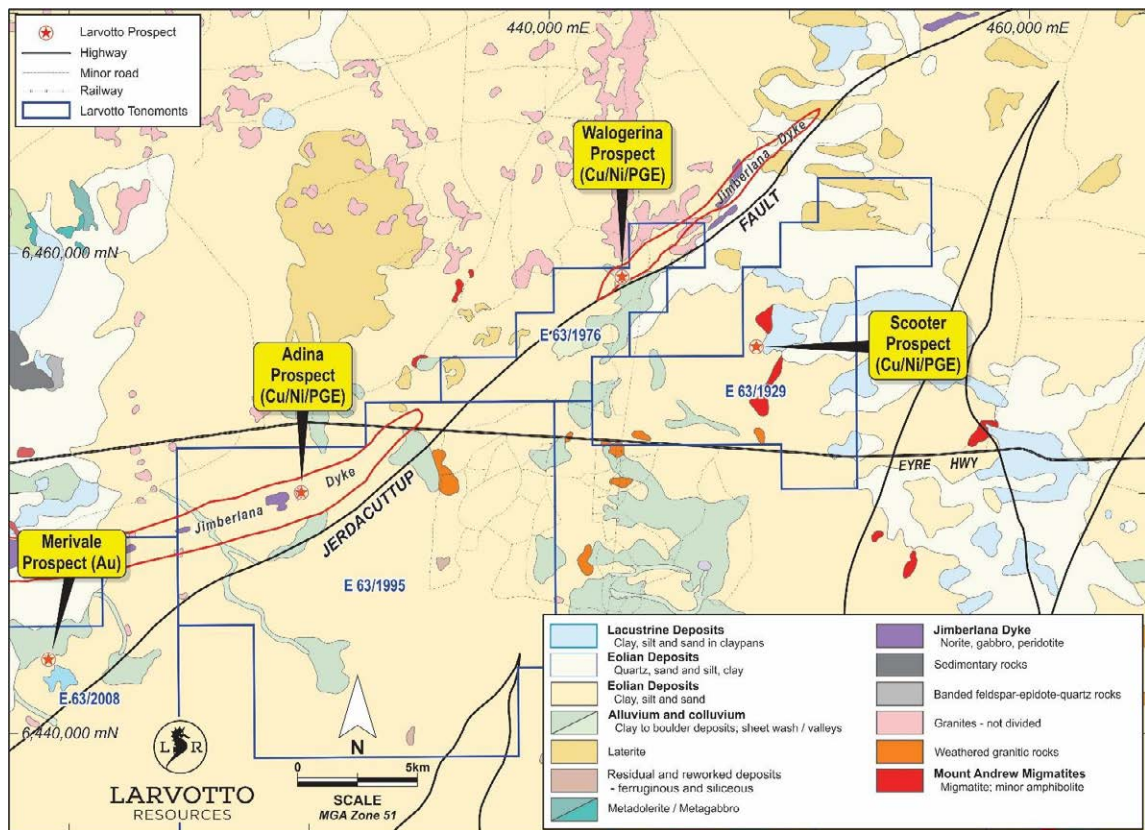 Larvotto Prospect
Highway
Minor road
Railway
Larvotto Tenomonts
440,000 mE
460,000 mE
Walogerina
Prospect
(Cu/Ni/PGE)
Jimberlana Dyke
FAULT
6,460,000 mN
E 63/1976
Scooter
Prospect
(Cu/Ni/PGE)
Adina
Prospect
(Cu/Ni/PGE)
E 63/1929
EYRE HWY
Jimberlana Dyke
JERDACUTTUP
Merivale
Prospect (Au)
E 63/1995
E 63/2008
6,440,000 mN
N
L R
LARVOTTO
RESOURCES
0 5km
SCALE
MGA Zone 51
Lacustrine Deposits
Clay, silt and sand in claypans
Eolian Deposits
Quartz, sand and silt, clay
Eolian Deposits
Clay, silt and sand
Alluvium and colluvium
Clay to boulder deposits; sheet wash / valleys
Laterite
Residual and reworked deposits
- ferruginous and siliceous
Metadolerite / Metagabbro
Jimberlana Dyke
Norite, gabbro, peridotite
Sedimentary rocks
Banded feldspar-epidote-quartz rocks
Granites - not divided
Weathered granitic rocks
Mount Andrew Migmatites
Migmatite; minor amphibolite